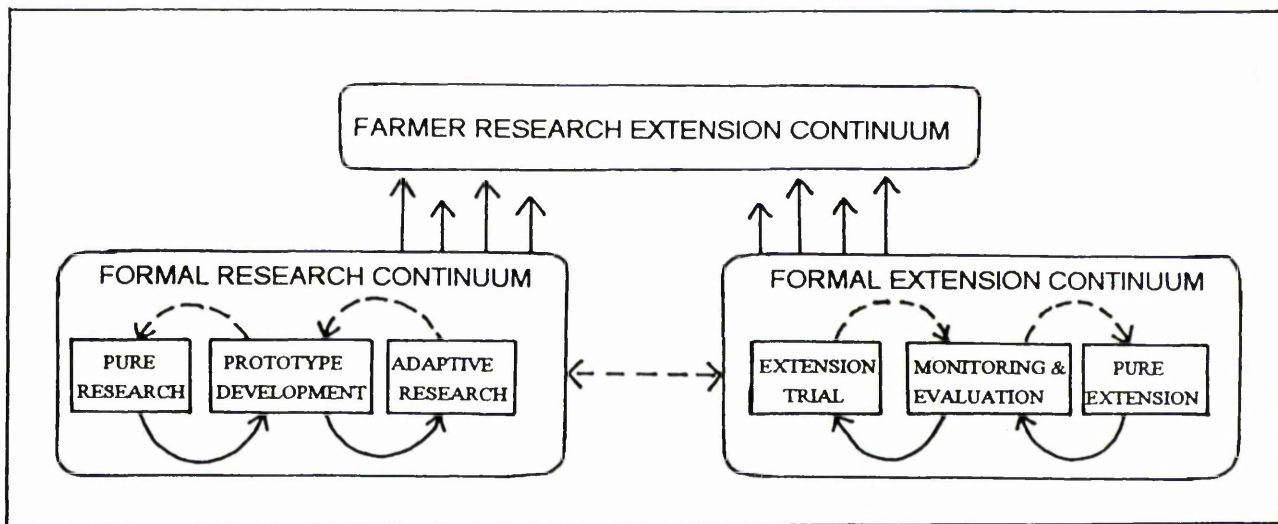 FARMER RESEARCH EXTENSION CONTINUUM
FORMAL RESEARCH CONTINUUM
PURE
RESEARCH
PROTOTYPE
DEVELOPMENT
ADAPTIVE
RESEARCH
FORMAL EXTENSION CONTINUUM
EXTENSION
TRIAL
MONITORING &
EVALUATION
PURE
EXTENSION